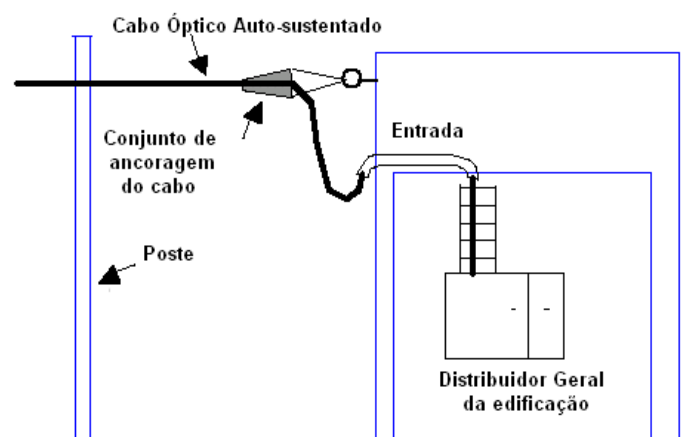 Cabo Óptico Auto-sustentado
Conjunto de
ancoragem
do cabo
Entrada
Poste
Distribuidor Geral
da edificação